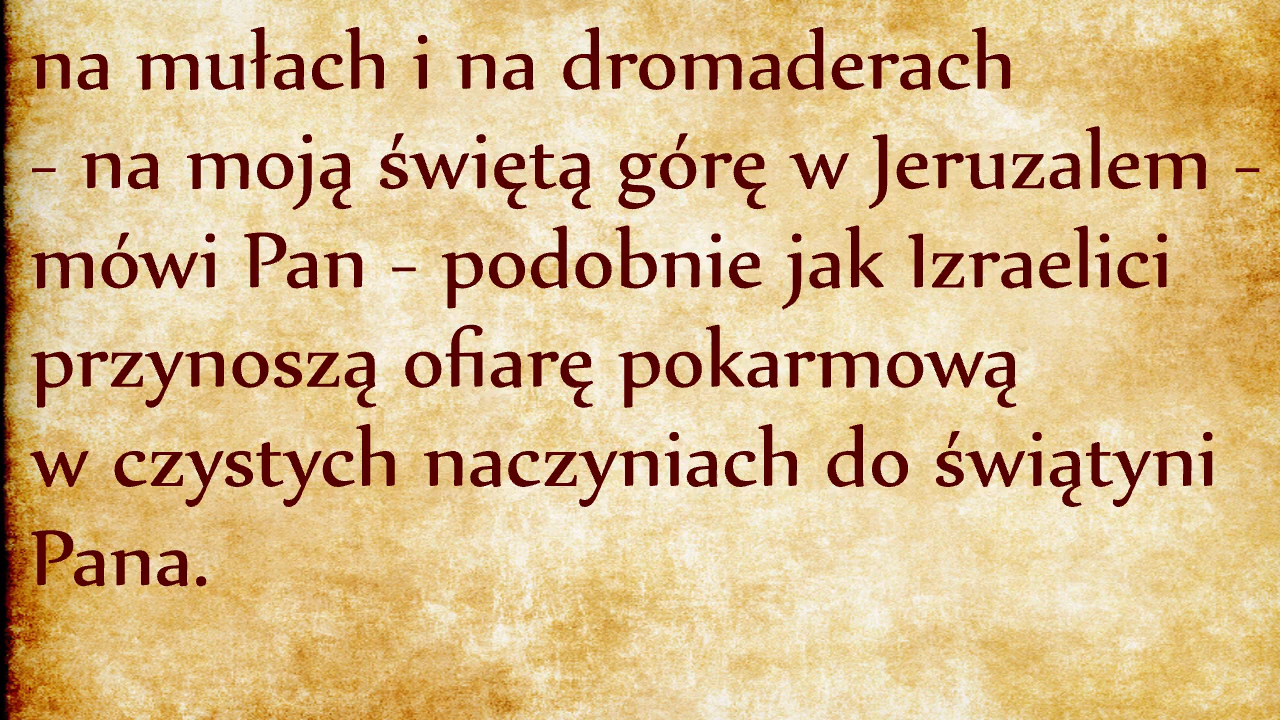 na mułach i na dromaderach
- na moją świętą górę w Jeruzalem -
mówi Pan - podobnie jak Izraelici
przynoszą ofiarę pokarmową
w czystych naczyniach do świątyni
Pana.